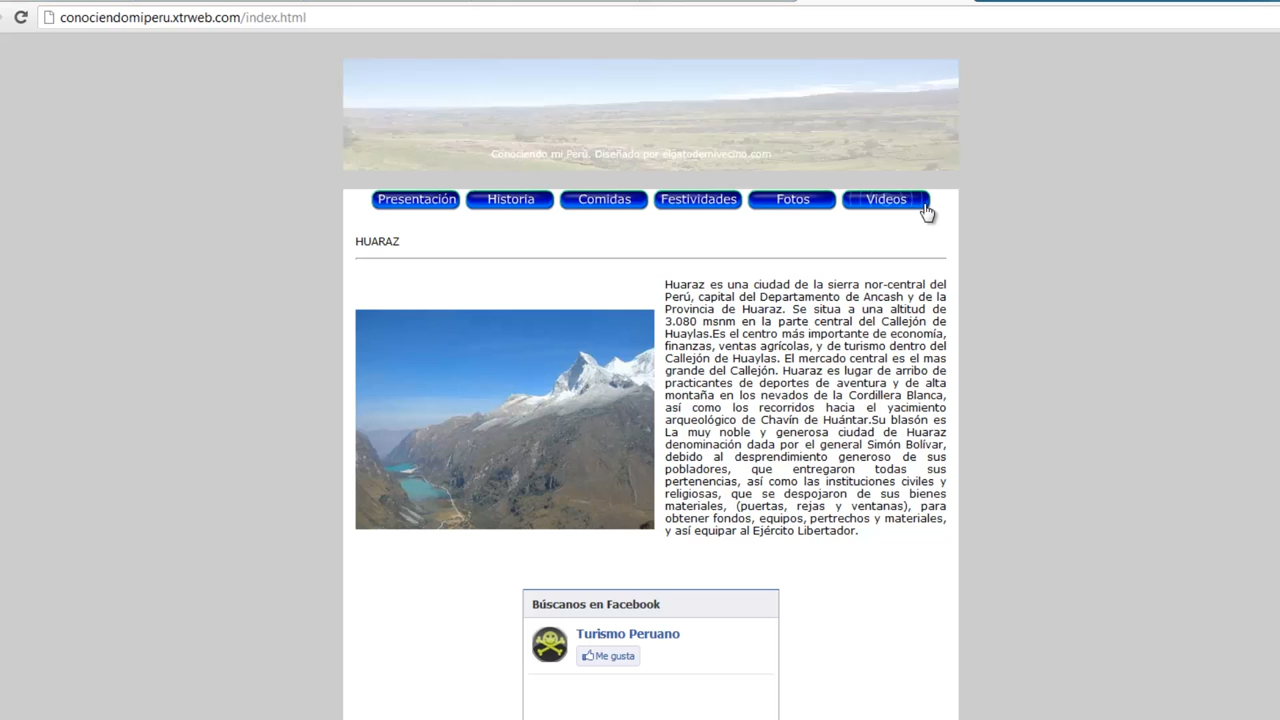 conociendomiperu.xtrweb.com/index.html
Conociendo mi Perú. Diseñado por elgatodemivecino.com
Presentación Historia Comidas Festividades Fotos Videos
HUARAZ
Huaraz es una ciudad de la sierra nor-central del
Perú, capital del Departamento de Ancash y de la
Provincia de Huaraz. Se situa a una altitud de
3.080 msnm en la parte central del Callejón de
Huaylas.Es el centro más importante de economía,
finanzas, ventas agrícolas, y de turismo dentro del
Callejón de Huaylas. El mercado central es el mas
grande del Callejón. Huaraz es lugar de arribo de
practicantes de deportes de aventura y de alta
montaña en los nevados de la Cordillera Blanca,
así como los recorridos hacia el yacimiento
arqueológico de Chavín de Huántar.Su blasón es
La muy noble y generosa ciudad de Huaraz
denominación dada por el general Simón Bolívar,
debido al desprendimiento generoso de sus
pobladores, que entregaron todas sus
pertenencias, así como las instituciones civiles y
religiosas, que se despojaron de sus bienes
materiales, (puertas, rejas y ventanas), para
obtener fondos, equipos, pertrechos y materiales,
y así equipar al Ejército Libertador.
Búscanos en Facebook
Turismo Peruano
Me gusta